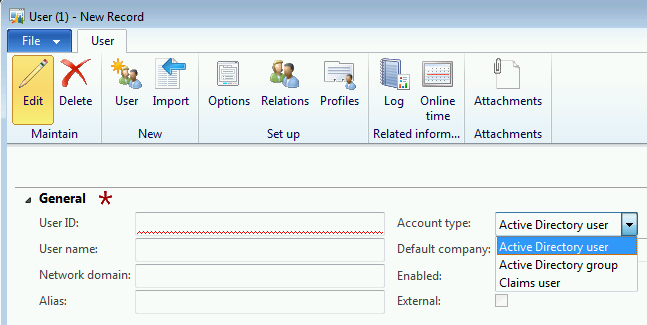 User (1) - New Record
File User
Edit Delete User Import Options Relations Profiles Log Online time Attachments
Maintain New Set up Related inform... Attachments
General *
User ID: Account type: Active Directory user
User name: Default company: Active Directory user
Network domain: Enabled: Active Directory group
Claims user
Alias: External: